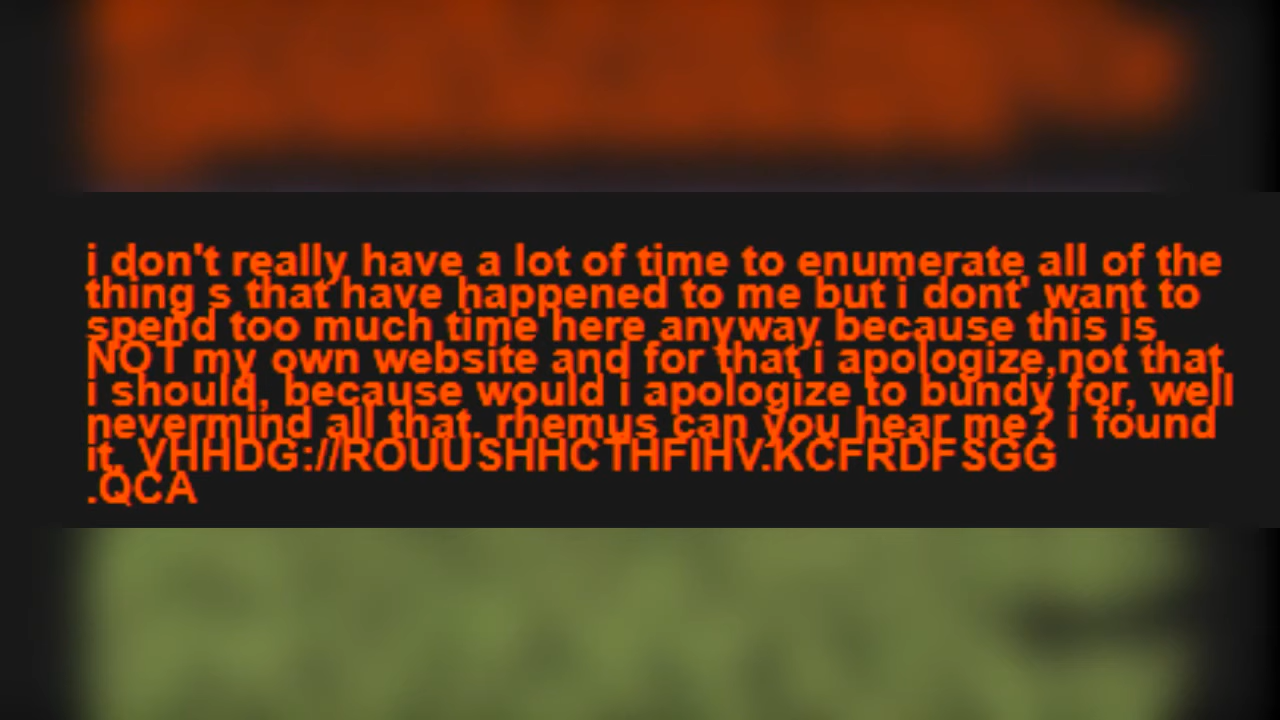 i don't really have a lot of time to enumerate all of the
thing s that have happened to me but i dont' want to
spend too much time here anyway because this is
NOT my own website and for that i apologize,not that
i should, because would i apologize to bundy for, well
nevermind all that. rhemus can you hear me? i found
it. VHHDG://ROUUSHHCTHFIHV.KCFRDFSGG
.QCA